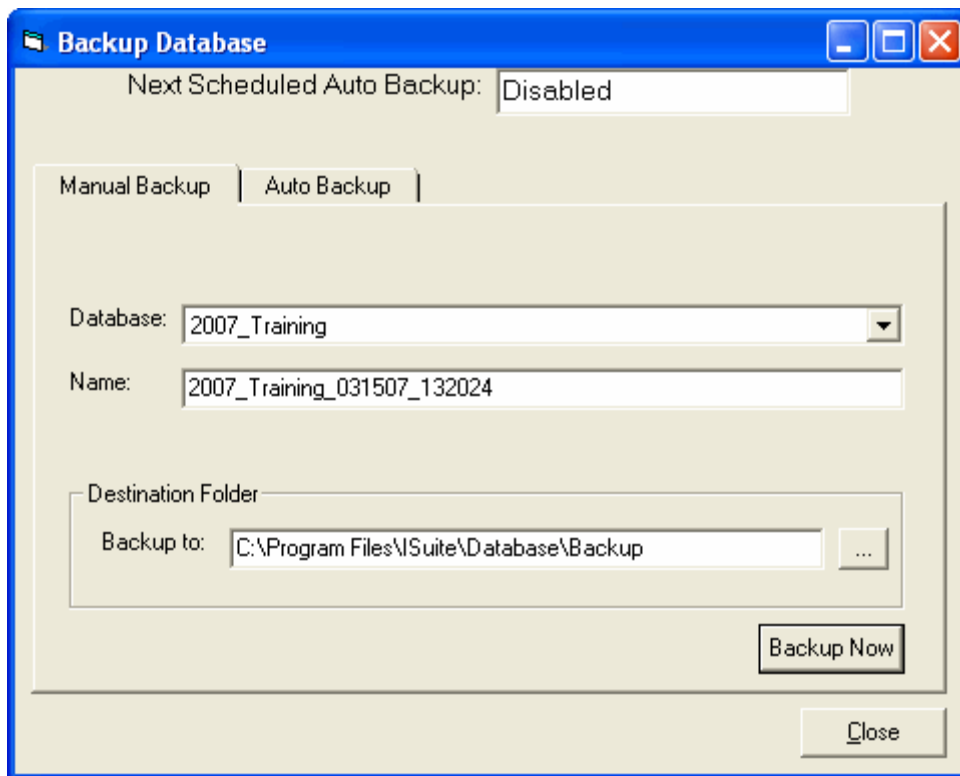 Backup Database
Next Scheduled Auto Backup: Disabled
Manual Backup Auto Backup
Database: 2007_Training
Name: 2007_Training_031507_132024
Destination Folder
Backup to: C:\Program Files\ISuite\Database\Backup ...
Backup Now
Close